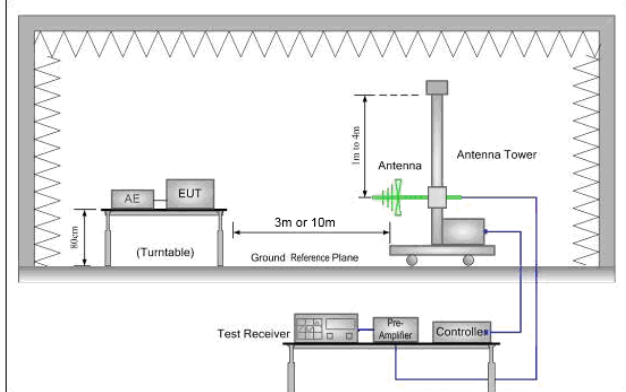 1m to 4m
Antenna
Antenna Tower
AE
EUT
80cm
(Turntable)
3m or 10m
Ground Reference Plane
Test Receiver
Pre-
Amplifier
Controller